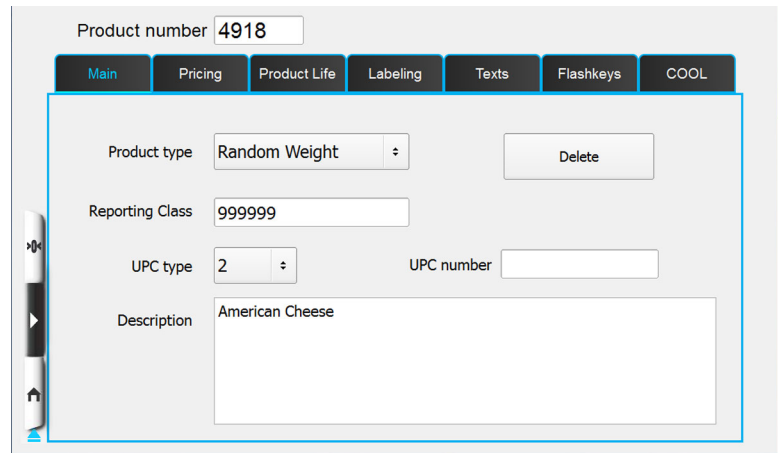 Product number 4918
Main Pricing Product Life Labeling Texts Flashkeys COOL
Product type Random Weight Delete
Reporting Class 999999
>0<
UPC type 2 UPC number
Description American Cheese